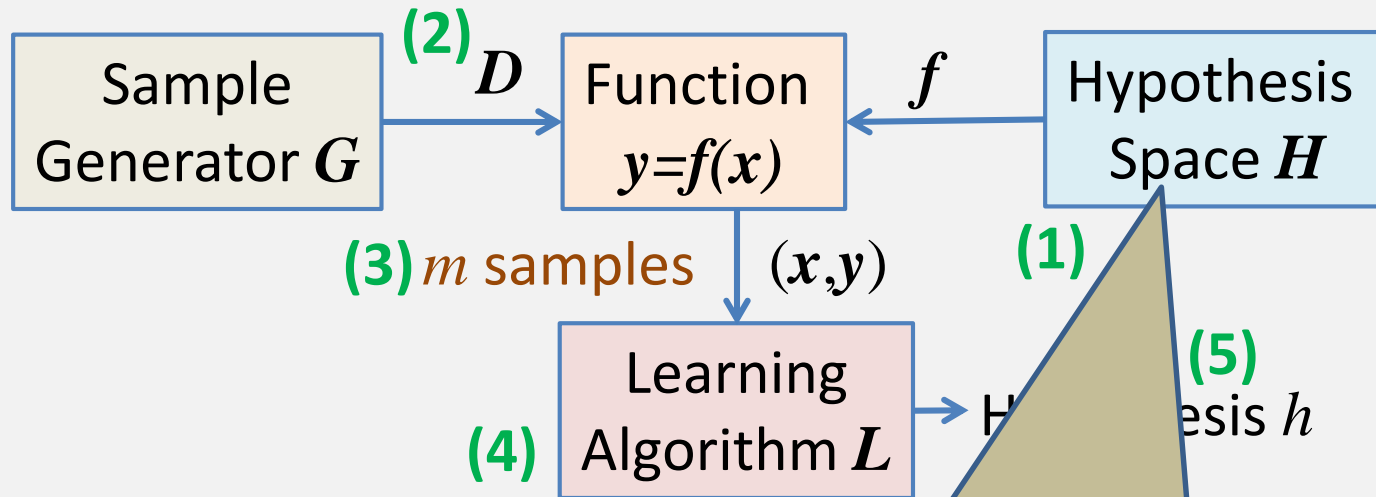 (2)
D
f
Sample
Generator G
Function
y=f(x)
Hypothesis
Space H
(3) m samples
(x,y)
(1)
(5)
Learning
Algorithm L
(4)
h